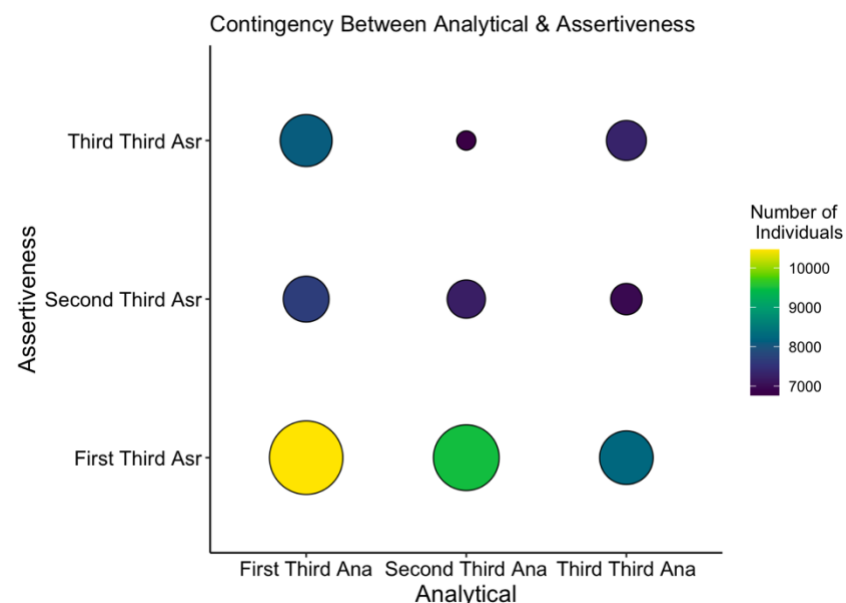 Contingency Between Analytical & Assertiveness
Assertiveness
Third Third Asr
Second Third Asr
First Third Asr
First Third Ana
Second Third Ana
Third Third Ana
Analytical
Number of
Individuals
10000
9000
8000
7000